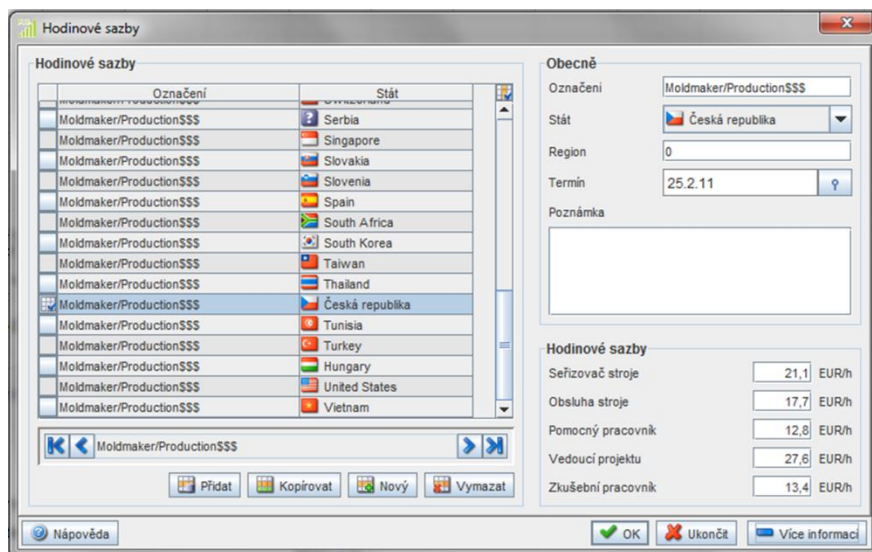 Hodinové sazby
Hodinové sazby
Označení Stát
Moldmaker/Production$$$ Switzerland
Moldmaker/Production$$$ Serbia
Moldmaker/Production$$$ Singapore
Moldmaker/Production$$$ Slovakia
Moldmaker/Production$$$ Slovenia
Moldmaker/Production$$$ Spain
Moldmaker/Production$$$ South Africa
Moldmaker/Production$$$ South Korea
Moldmaker/Production$$$ Taiwan
Moldmaker/Production$$$ Thailand
Moldmaker/Production$$$ Česká republika
Moldmaker/Production$$$ Tunisia
Moldmaker/Production$$$ Turkey
Moldmaker/Production$$$ Hungary
Moldmaker/Production$$$ United States
Moldmaker/Production$$$ Vietnam
Moldmaker/Production$$$
Přidat Kopírovat Nový Vymazat
Obecně
Označení Moldmaker/Production$$$
Stát Česká republika
Region 0
Termín 25.2.11
Poznámka
Hodinové sazby
Seřizovač stroje 21,1 EUR/h
Obsluha stroje 17,7 EUR/h
Pomocný pracovník 12,8 EUR/h
Vedoucí projektu 27,6 EUR/h
Zkušební pracovník 13,4 EUR/h
Nápověda OK Ukončit Více informací